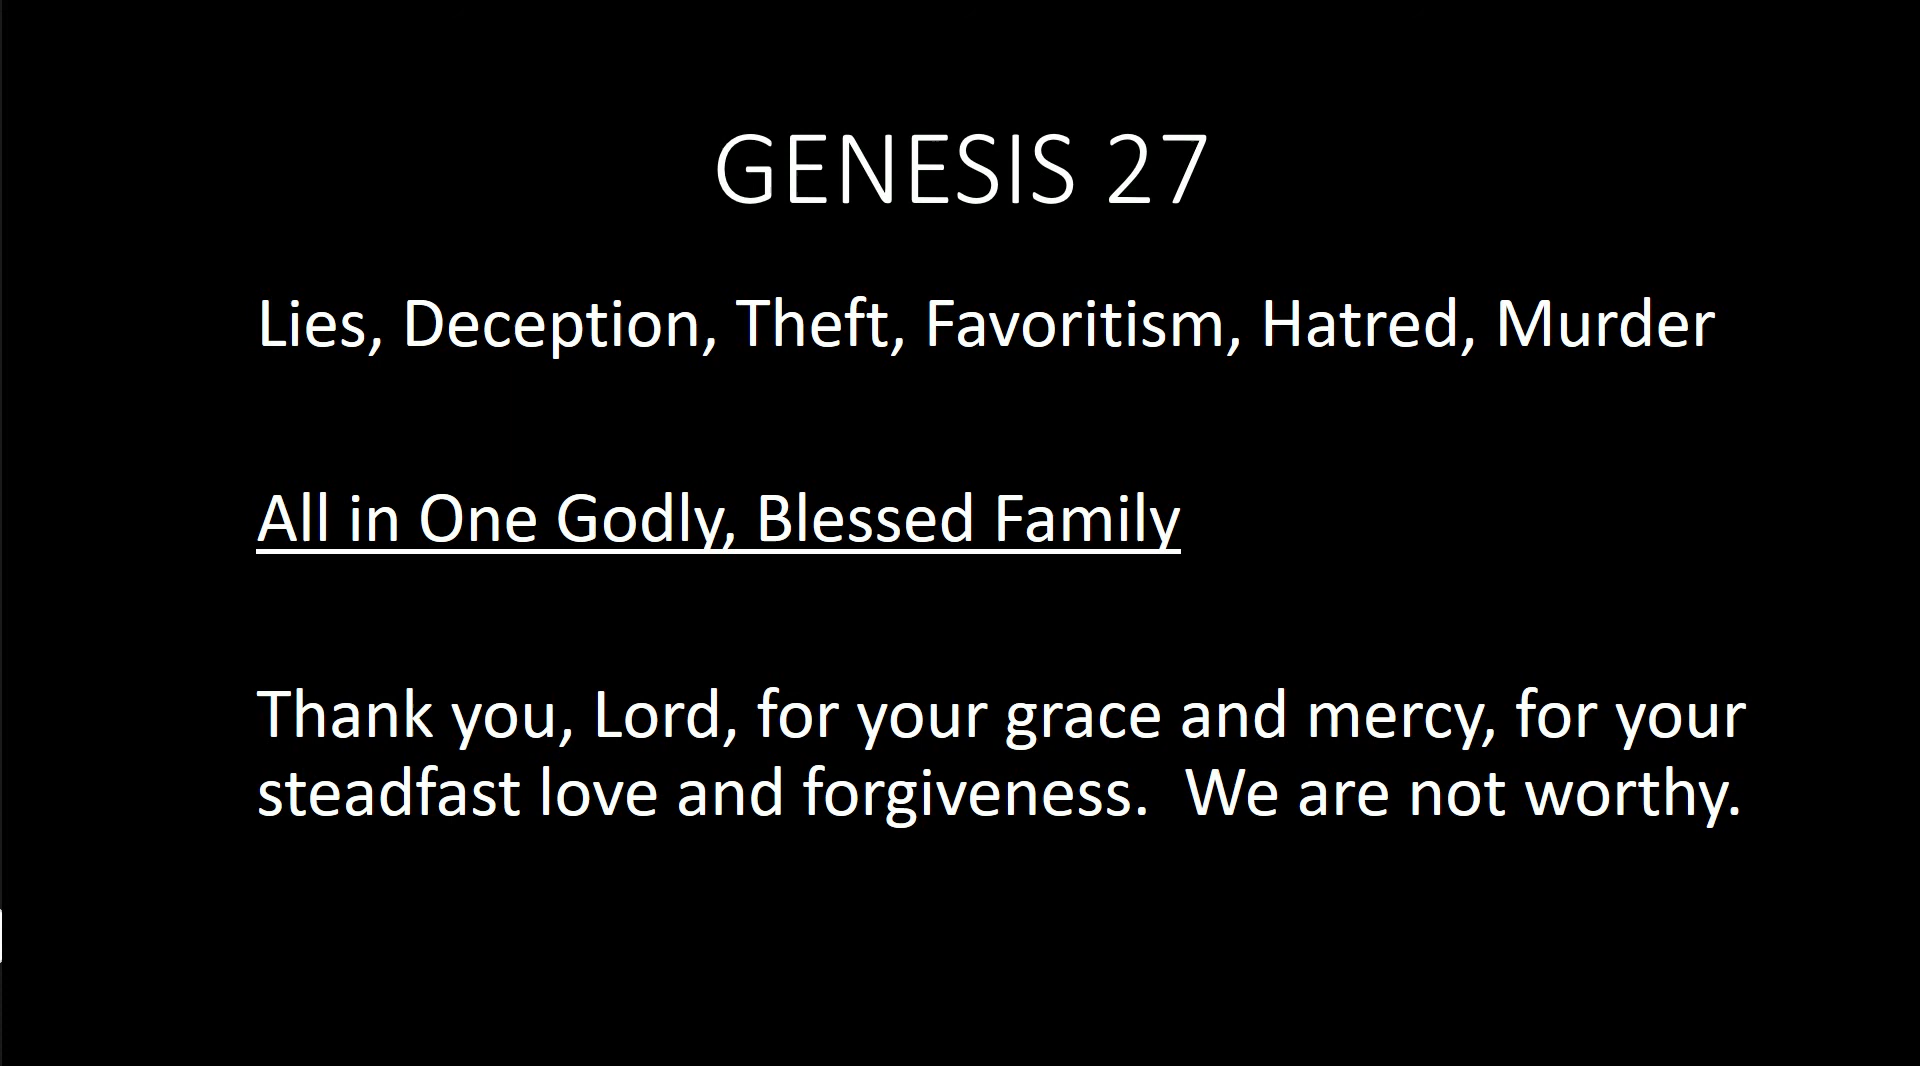 GENESIS 27
Lies, Deception, Theft, Favoritism, Hatred, Murder
All in One Godly, Blessed Family
Thank you, Lord, for your grace and mercy, for your
steadfast love and forgiveness.  We are not worthy.